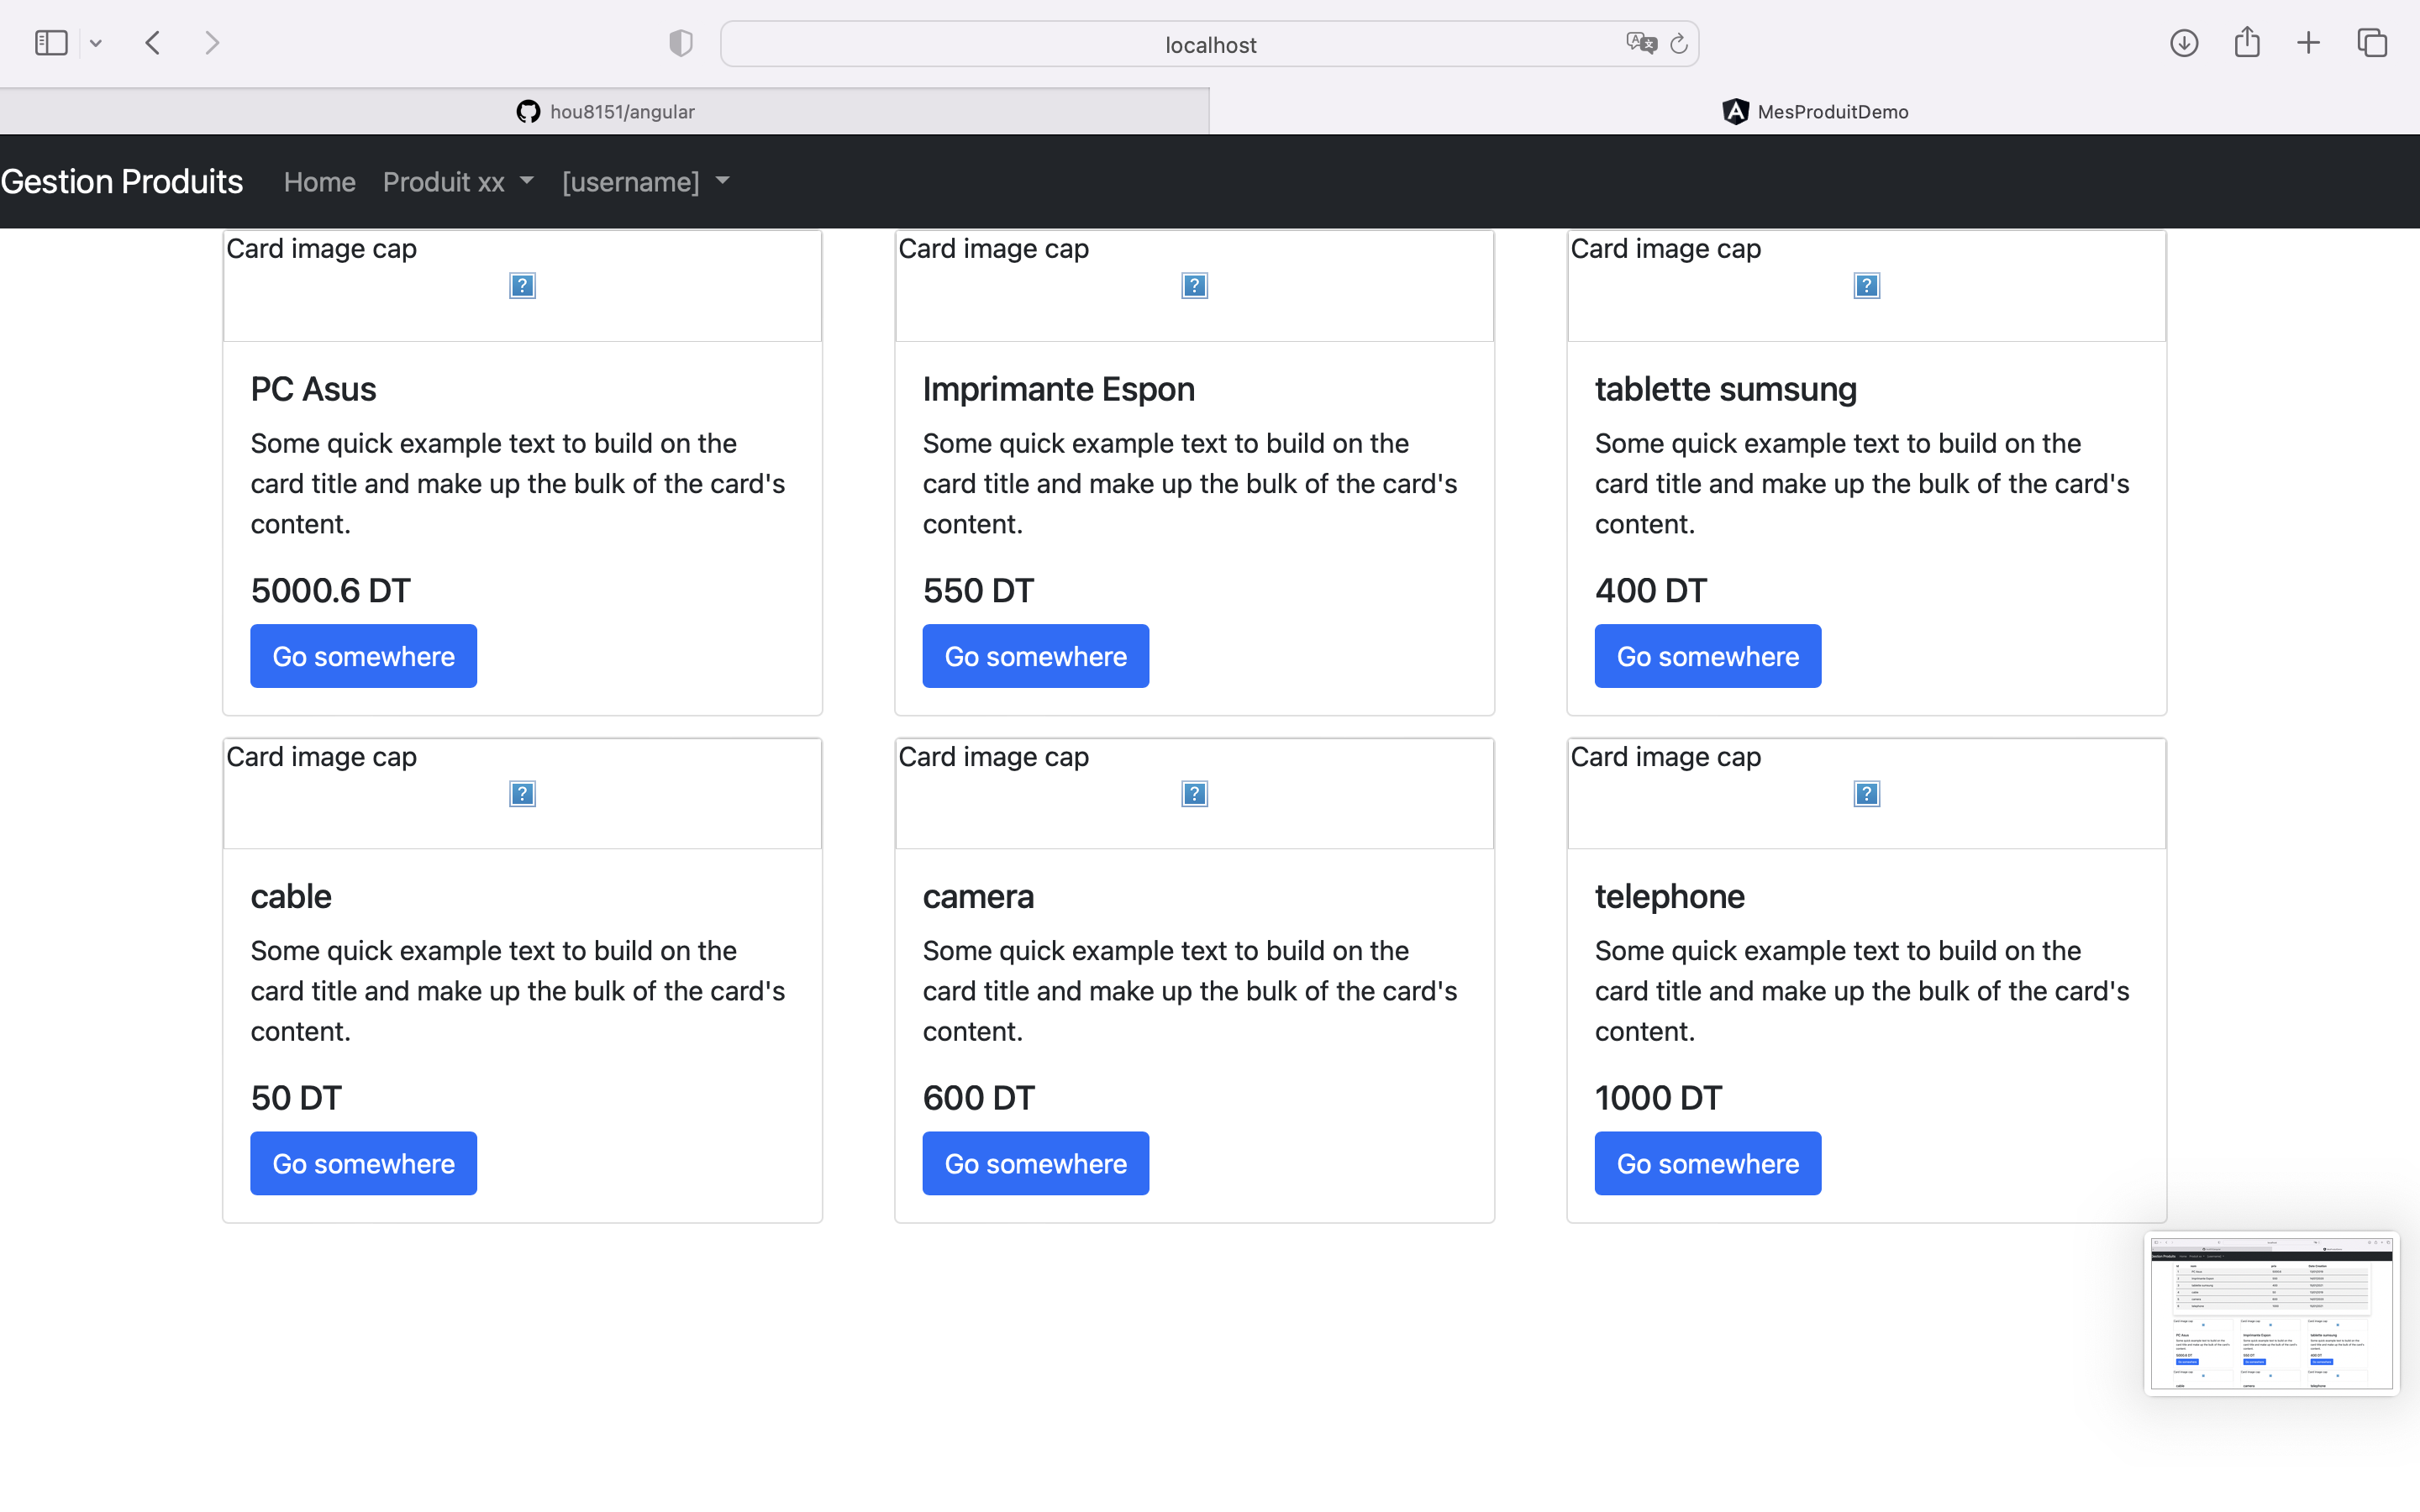 localhost
hou8151/angular
MesProduitDemo
Gestion Produits Home Produit xx [username]
Card image cap
Card image cap
Card image cap
PC Asus
Some quick example text to build on the
card title and make up the bulk of the card's
content.
5000.6 DT
Go somewhere
Imprimante Espon
Some quick example text to build on the
card title and make up the bulk of the card's
content.
550 DT
Go somewhere
tablette sumsung
Some quick example text to build on the
card title and make up the bulk of the card's
content.
400 DT
Go somewhere
Card image cap
Card image cap
Card image cap
cable
Some quick example text to build on the
card title and make up the bulk of the card's
content.
50 DT
Go somewhere
camera
Some quick example text to build on the
card title and make up the bulk of the card's
content.
600 DT
Go somewhere
telephone
Some quick example text to build on the
card title and make up the bulk of the card's
content.
1000 DT
Go somewhere